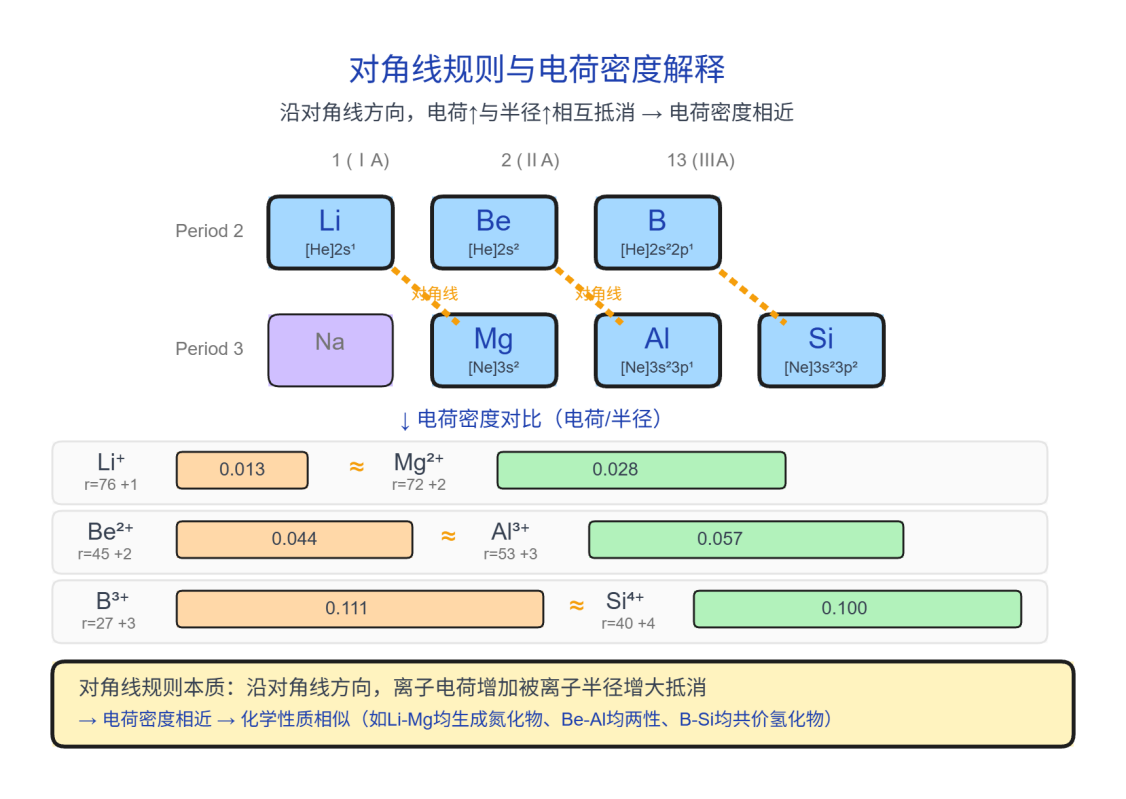 对角线规则与电荷密度解释
沿对角线方向，电荷↑与半径↑相互抵消 → 电荷密度相近
1 (ⅠA) 2 (ⅡA) 13 (ⅢA)
Period 2 Li Be B
[He]2s¹ [He]2s² [He]2s²2p¹
对角线 对角线
Period 3 Na Mg Al Si
[Ne]3s² [Ne]3s²3p¹ [Ne]3s²3p²
↓ 电荷密度对比（电荷/半径）
Li⁺ 0.013 ≈ Mg²⁺ 0.028
r=76 +1 r=72 +2
Be²⁺ 0.044 ≈ Al³⁺ 0.057
r=45 +2 r=53 +3
B³⁺ 0.111 ≈ Si⁴⁺ 0.100
r=27 +3 r=40 +4
对角线规则本质：沿对角线方向，离子电荷增加被离子半径增大抵消
→ 电荷密度相近 → 化学性质相似（如Li-Mg均生成氮化物、Be-Al均两性、B-Si均共价氢化物）